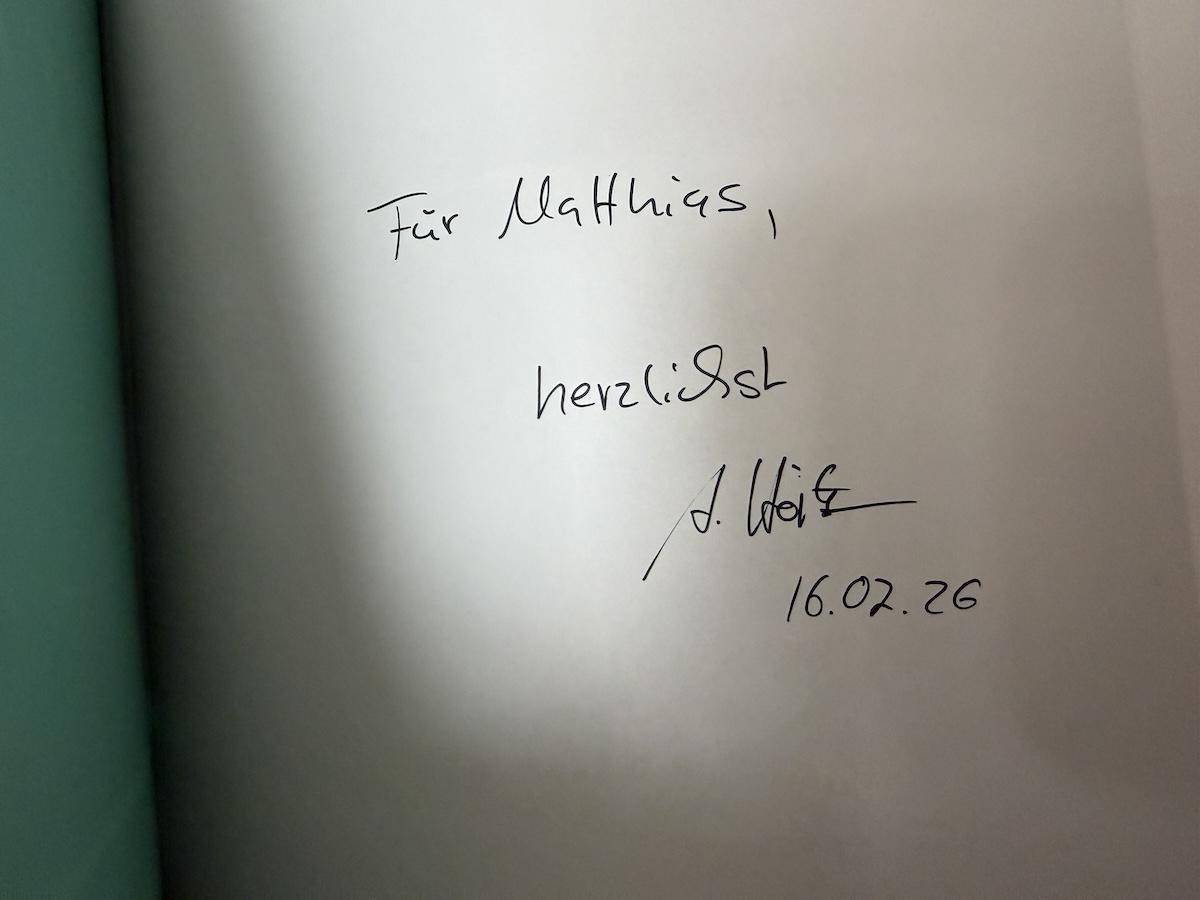 Für Matthias,
herzlichst
16.02.26